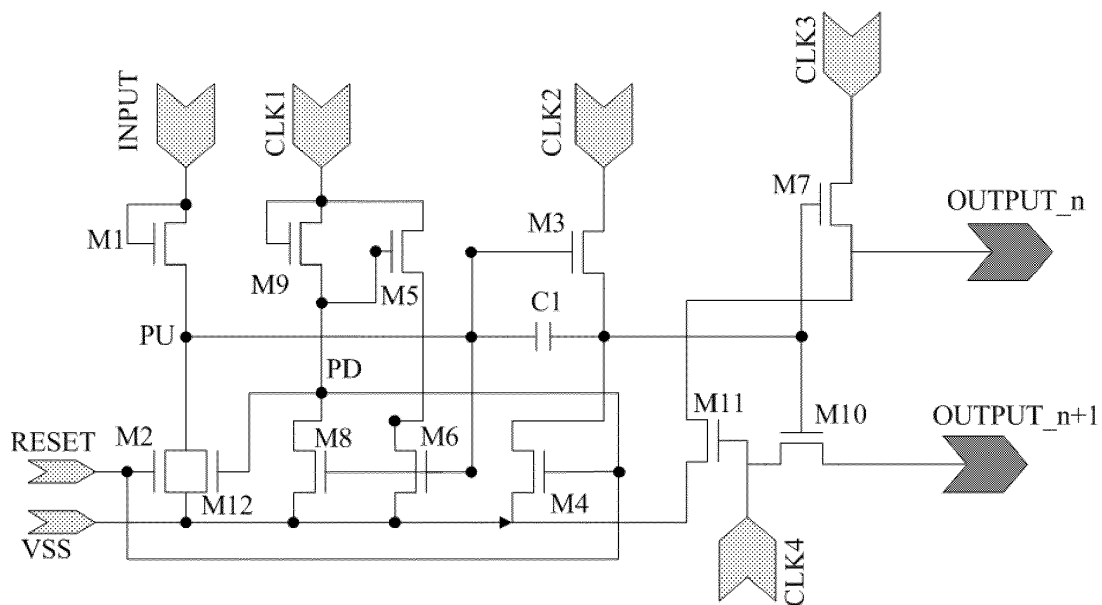 CLK3
INPUT
CLK1
CLK2
M7
OUTPUT_n
M3
M1
M9
M5
C1
PU
PD
M11
M10
OUTPUT_n+1
RESET
M2
M8
M6
M12
M4
VSS
CLK4